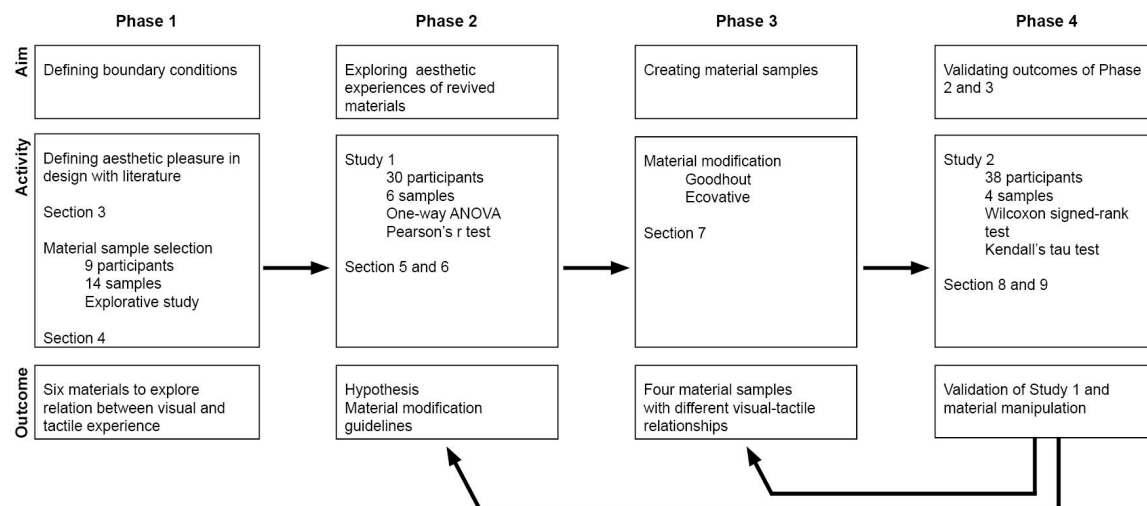 Phase 1
Phase 2
Phase 3
Phase 4
Aim
Defining boundary conditions
Exploring aesthetic
experiences of revived
materials
Creating material samples
Validating outcomes of Phase
2 and 3
Activity
Defining aesthetic pleasure in
design with literature
Section 3
Material sample selection
9 participants
14 samples
Explorative study
Section 4
Study 1
30 participants
6 samples
One-way ANOVA
Pearson's r test
Section 5 and 6
Material modification
Goodhout
Ecovative
Section 7
Study 2
38 participants
4 samples
Wilcoxon signed-rank
test
Kendall's tau test
Section 8 and 9
Outcome
Six materials to explore
relation between visual and
tactile experience
Hypothesis
Material modification
guidelines
Four material samples
with different visual-tactile
relationships
Validation of Study 1 and
material manipulation